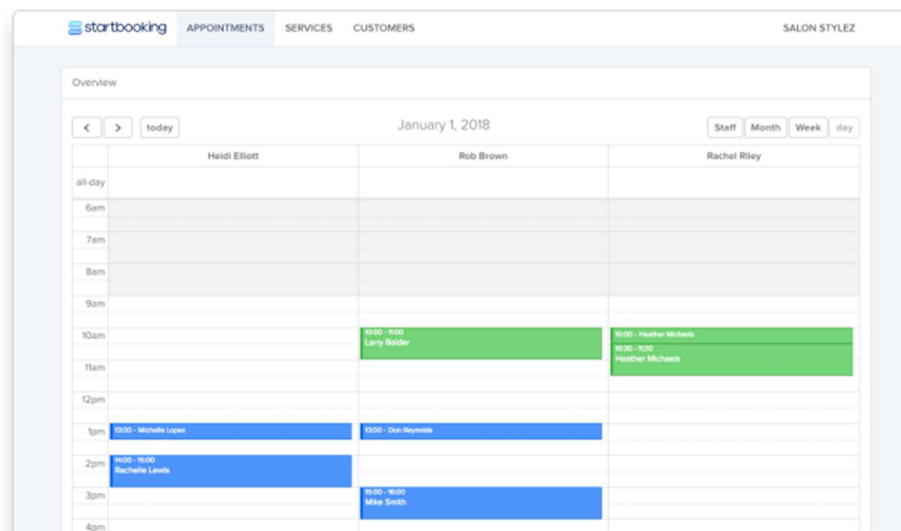 startbooking APPOINTMENTS SERVICES CUSTOMERS SALON STYLEZ
Overview
< > today January 1, 2018 Staff Month Week day
Heidi Elliott Rob Brown Rachel Riley
all-day
6am
7am
8am
9am
10am 10:00 - 11:00 10:00 - Heather Michaels
Larry Balder 10:30 - 11:30
Heather Michaels
11am
12pm
1pm 13:00 - Michelle Lopez 13:00 - Don Reynolds
2pm 14:00 - 15:00
Rachelle Lewis
3pm 15:00 - 16:00
Mike Smith
4pm